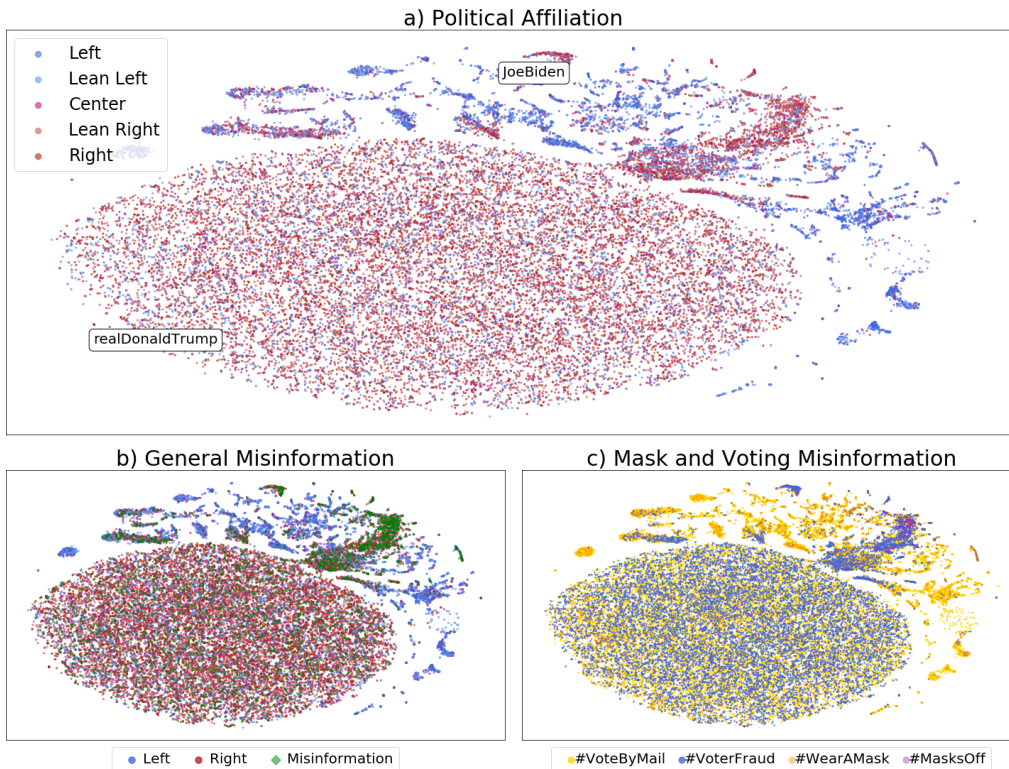 a) Political Affiliation
Left
Lean Left
Center
Lean Right
Right
JoeBiden
realDonaldTrump
b) General Misinformation
Left Right Misinformation
c) Mask and Voting Misinformation
#VoteByMail #VoterFraud #WearAMask #MasksOff